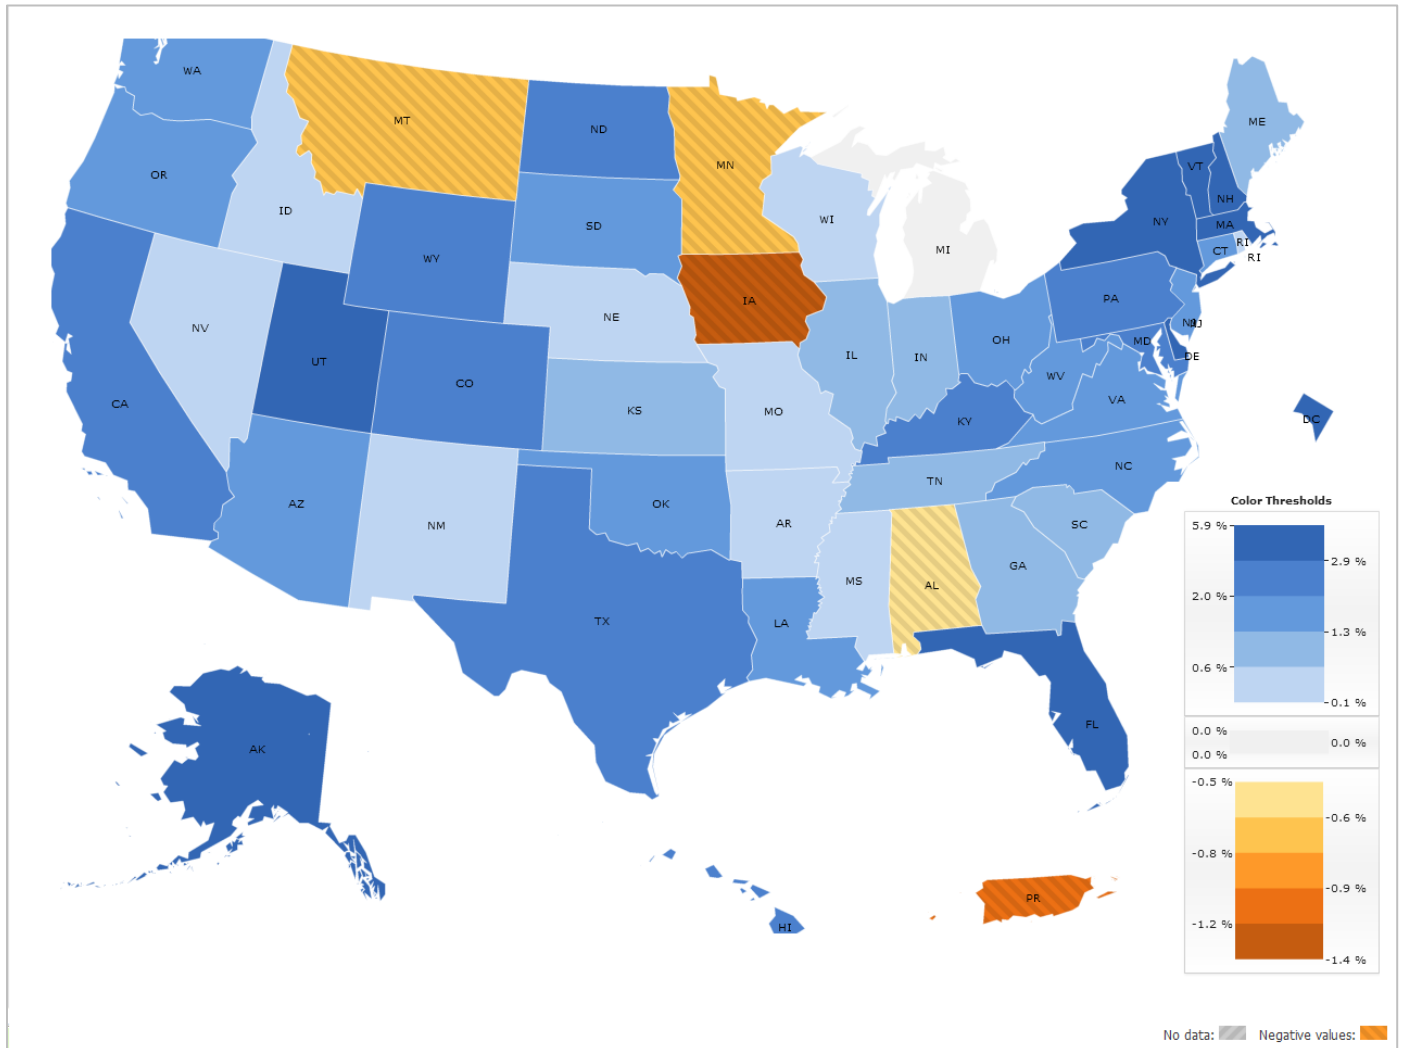 WA
MT
ND
MN
ME
OR
ID
SD
WI
VT
NH
NY
MA
WY
MI
CT
RI
RI
IA
PA
NV
NE
NJ
UT
CO
IL
IN
OH
MD
DE
WV
CA
KS
MO
KY
VA
DC
AZ
NM
OK
AR
TN
NC
SC
MS
AL
GA
TX
LA
FL
AK
HI
PR
Color Thresholds
5.9 %
2.9 %
2.0 %
1.3 %
0.6 %
0.1 %
0.0 %
0.0 %
0.0 %
-0.5 %
-0.6 %
-0.8 %
-0.9 %
-1.2 %
-1.4 %
No data: Negative values: